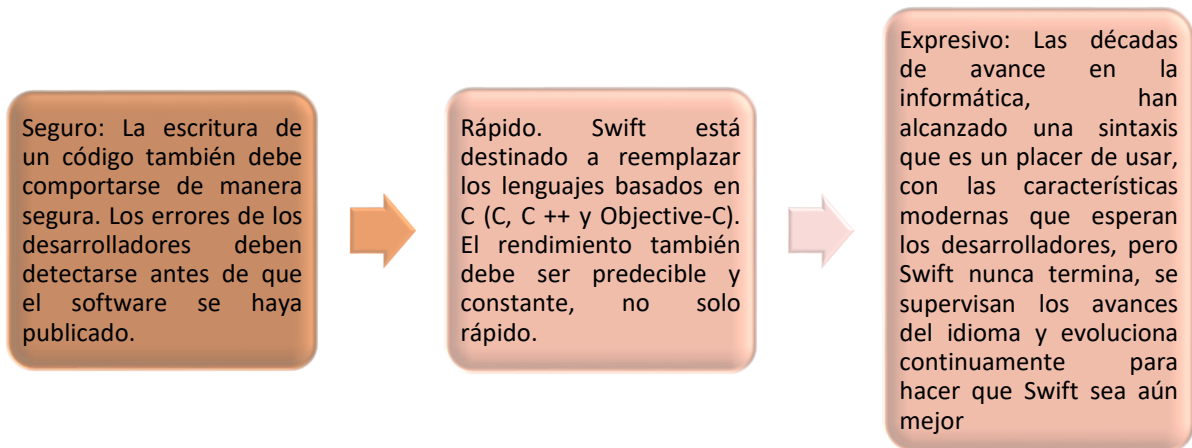 Seguro: La escritura de
un código también debe
comportarse de manera
segura. Los errores de los
desarrolladores deben
detectarse antes de que
el software se haya
publicado.
Rápido. Swift está
destinado a reemplazar
los lenguajes basados en
C (C, C ++ y Objective-C).
El rendimiento también
debe ser predecible y
constante, no solo
rápido.
Expresivo: Las décadas
de avance en la
informática, han
alcanzado una sintaxis
que es un placer de usar,
con las características
modernas que esperan
los desarrolladores, pero
Swift nunca termina, se
supervisan los avances
del idioma y evoluciona
continuamente para
hacer que Swift sea aún
mejor